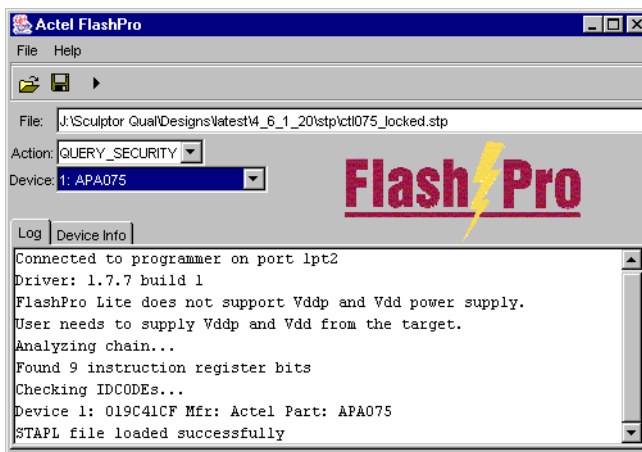 Actel FlashPro
File Help
File: J:\Sculptor Qual\Designs\latest\4_6_1_20\stp\ctl075_locked.stp
Action: QUERY_SECURITY
Device: 1: APA075
Flash Pro
Log Device Info
Connected to programmer on port lpt2
Driver: 1.7.7 build 1
FlashPro Lite does not support Vddp and Vdd power supply.
User needs to supply Vddp and Vdd from the target.
Analyzing chain...
Found 9 instruction register bits
Checking IDCODEs...
Device 1: 019C41CF Mfr: Actel Part: APA075
STAPL file loaded successfully